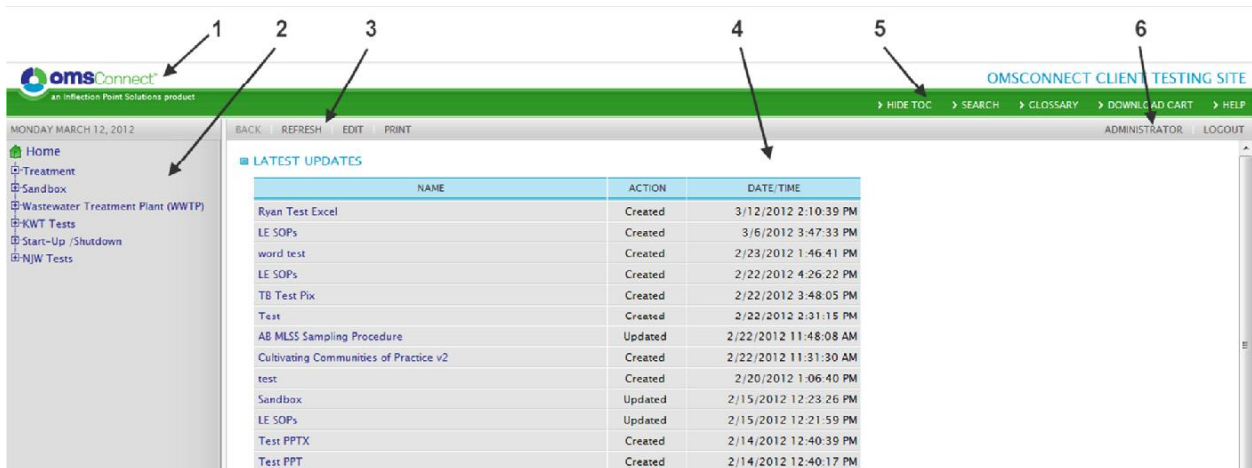 1 2 3 4 5 6
omsConnect™
OMSCONNECT CLIENT TESTING SITE
an Inflection Point Solutions product
> HIDE TOC > SEARCH > GLOSSARY > DOWNLOAD CART > HELP
MONDAY MARCH 12, 2012
BACK | REFRESH | EDIT | PRINT
ADMINISTRATOR | LOGOUT
Home
Treatment
Sandbox
Wastewater Treatment Plant (WWTP)
KWT Tests
Start-Up /Shutdown
NJW Tests
LATEST UPDATES
NAME ACTION DATE/TIME
Ryan Test Excel Created 3/12/2012 2:10:39 PM
LE SOPs Created 3/6/2012 3:47:33 PM
word test Created 2/23/2012 1:46:41 PM
LE SOPs Created 2/22/2012 4:26:22 PM
TB Test Pix Created 2/22/2012 3:48:05 PM
Test Created 2/22/2012 2:31:15 PM
AB MLSS Sampling Procedure Updated 2/22/2012 11:48:08 AM
Cultivating Communities of Practice v2 Created 2/22/2012 11:31:30 AM
test Created 2/20/2012 1:06:40 PM
Sandbox Updated 2/15/2012 12:23:26 PM
LE SOPs Updated 2/15/2012 12:21:59 PM
Test PPTX Created 2/14/2012 12:40:39 PM
Test PPT Created 2/14/2012 12:40:17 PM